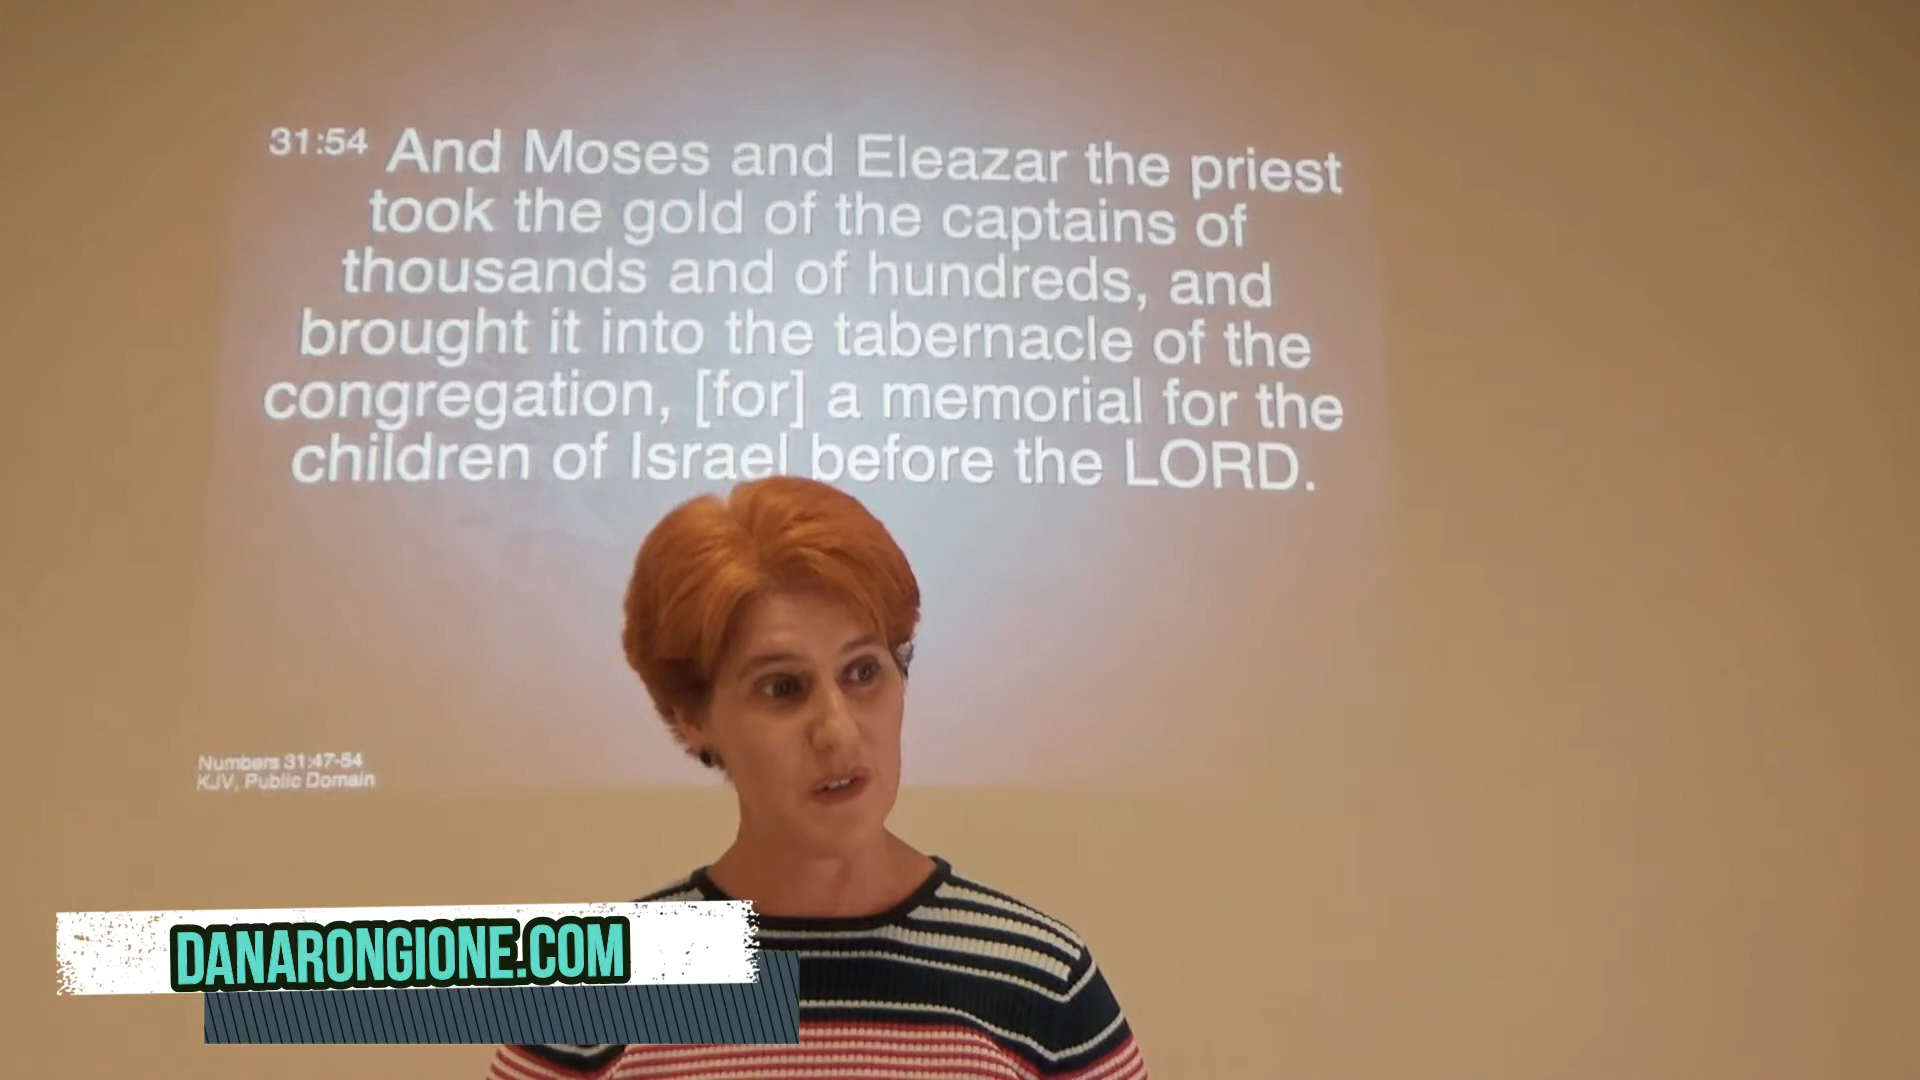 31:54 And Moses and Eleazar the priest
took the gold of the captains of
thousands and of hundreds, and
brought it into the tabernacle of the
congregation, [for] a memorial for the
children of Israel before the LORD.
Numbers 31:47-54
KJV, Public Domain
DANARONGIONE.COM